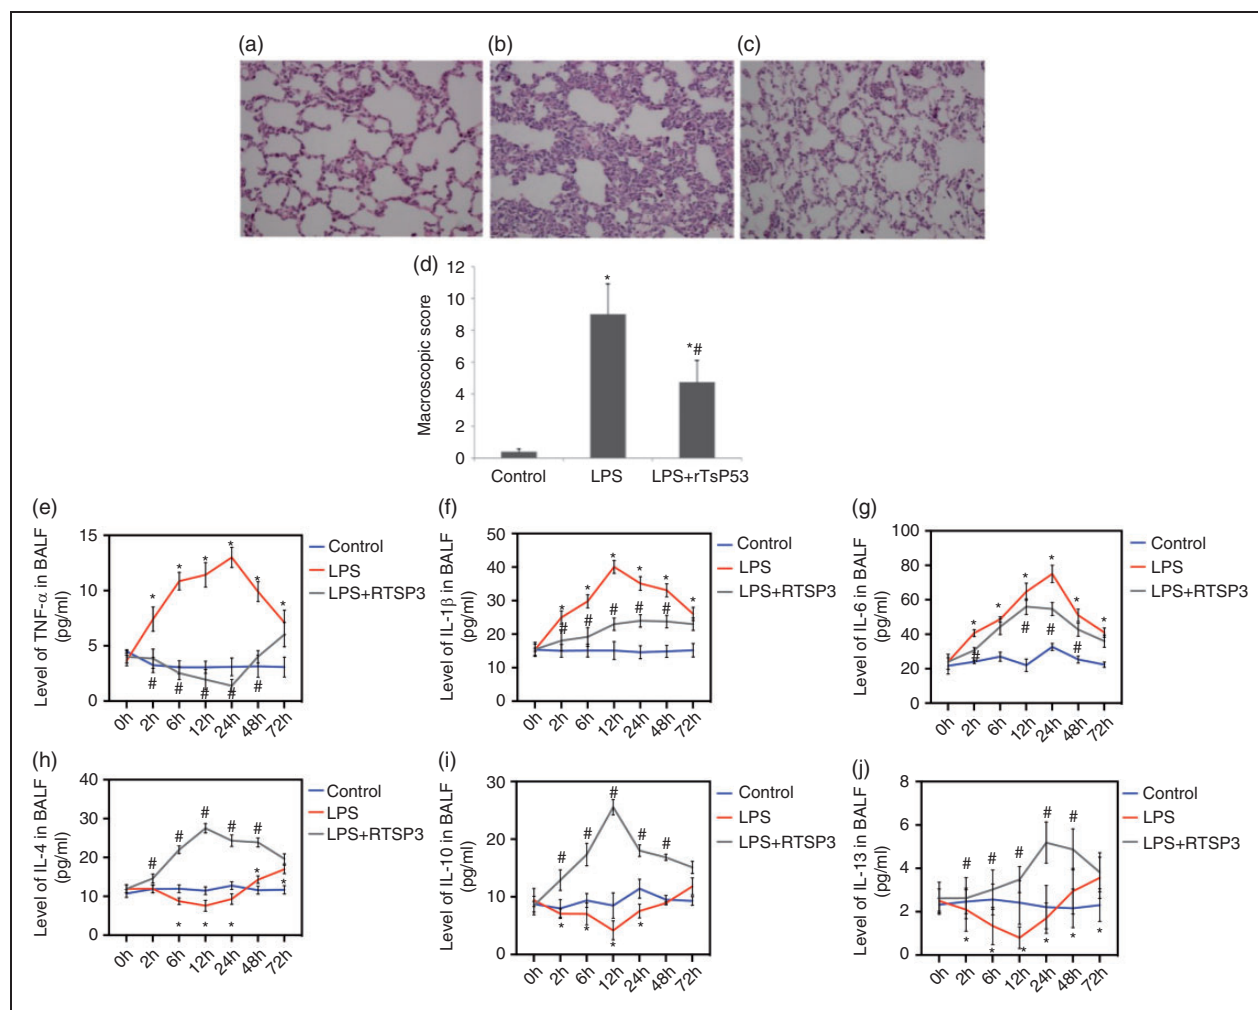 (a)
(b)
(c)
(d)
Macroscopic score
12
10
8
6
4
2
0
*
*#
Control
LPS
LPS+rTsP53
(e)
Level of TNF-α in BALF
(pg/ml)
15
10
5
0
* * * * * *
# # # # #
0h 2h 6h 12h 24h 48h 72h
Control
LPS
LPS+RTSP3
(f)
Level of IL-1β in BALF
(pg/ml)
50
40
30
20
10
0
* * * * * *
# # # # #
0h 2h 6h 12h 24h 48h 72h
Control
LPS
LPS+RTSP3
(g)
Level of IL-6 in BALF
(pg/ml)
100
80
60
40
20
0
* * * * * *
# # # #
0h 2h 6h 12h 24h 48h 72h
Control
LPS
LPS+RTSP3
(h)
Level of IL-4 in BALF
(pg/ml)
40
30
20
10
0
# # # # #
* * * * *
0h 2h 6h 12h 24h 48h 72h
Control
LPS
LPS+RTSP3
(i)
Level of IL-10 in BALF
(pg/ml)
30
20
10
0
# # # # #
* * * *
0h 2h 6h 12h 24h 48h 72h
Control
LPS
LPS+RTSP3
(j)
Level of IL-13 in BALF
(pg/ml)
8
6
4
2
0
# # # # #
* * * * * *
0h 2h 6h 12h 24h 48h 72h
Control
LPS
LPS+RTSP3